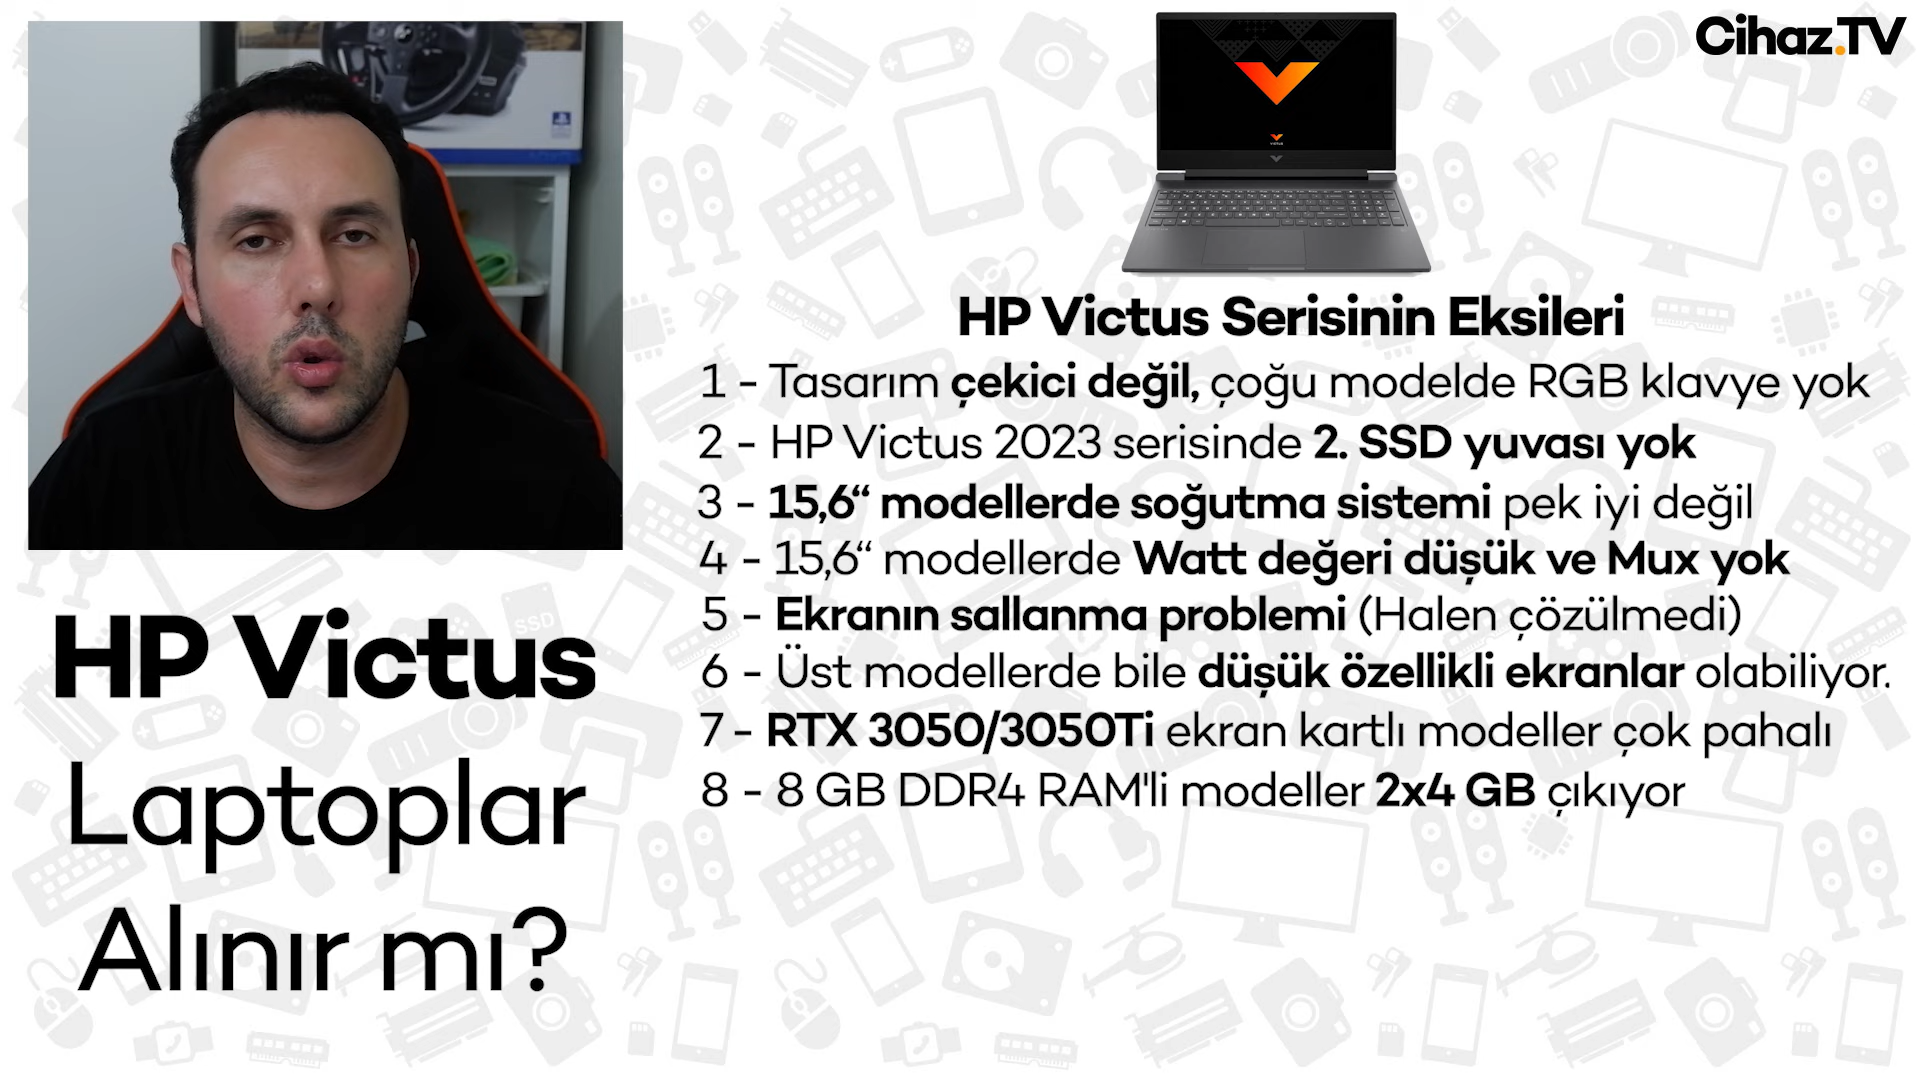 Cihaz.TV
VICTUS
HP Victus Serisinin Eksileri
1 - Tasarım çekici değil, çoğu modelde RGB klavye yok
2 - HP Victus 2023 serisinde 2. SSD yuvası yok
3 - 15,6“ modellerde soğutma sistemi pek iyi değil
4 - 15,6“ modellerde Watt değeri düşük ve Mux yok
5 - Ekranın sallanma problemi (Halen çözülmedi)
6 - Üst modellerde bile düşük özellikli ekranlar olabiliyor.
7 - RTX 3050/3050Ti ekran kartlı modeller çok pahalı
8 - 8 GB DDR4 RAM'li modeller 2x4 GB çıkıyor
SSD
HP Victus
Laptoplar
Alınır mı?